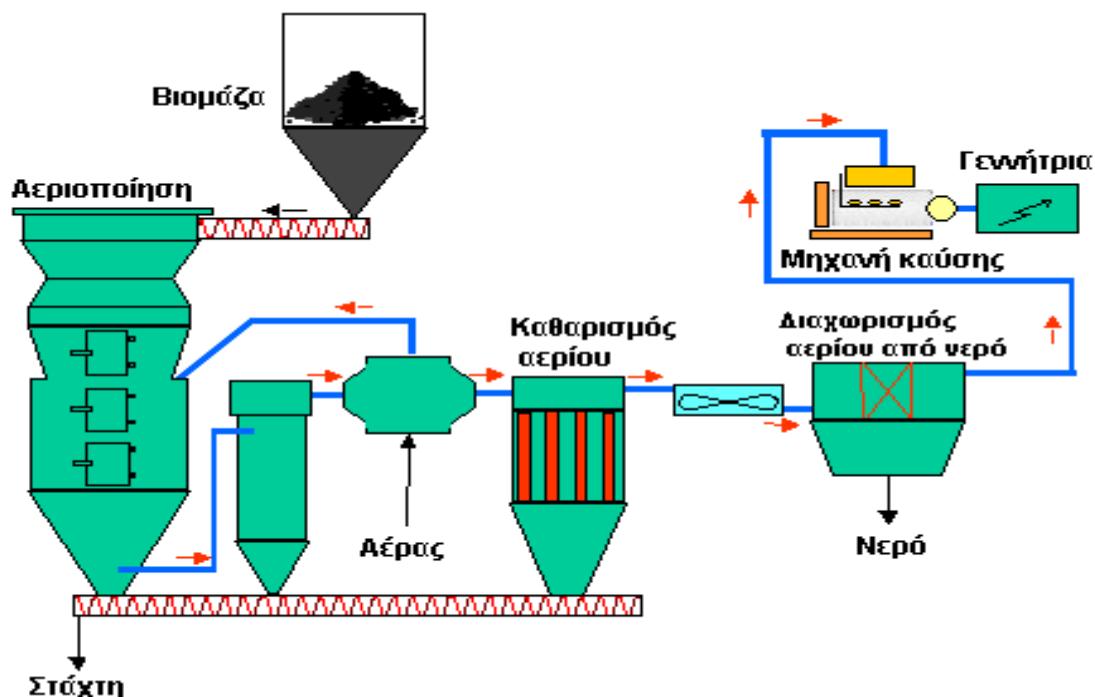 Βιομάζα
Αεριοποίηση
Γεννήτρια
Μηχανή καύσης
Καθαρισμός
αερίου
Διαχωρισμός
αερίου από νερό
Αέρας
Νερό
Στάχτη